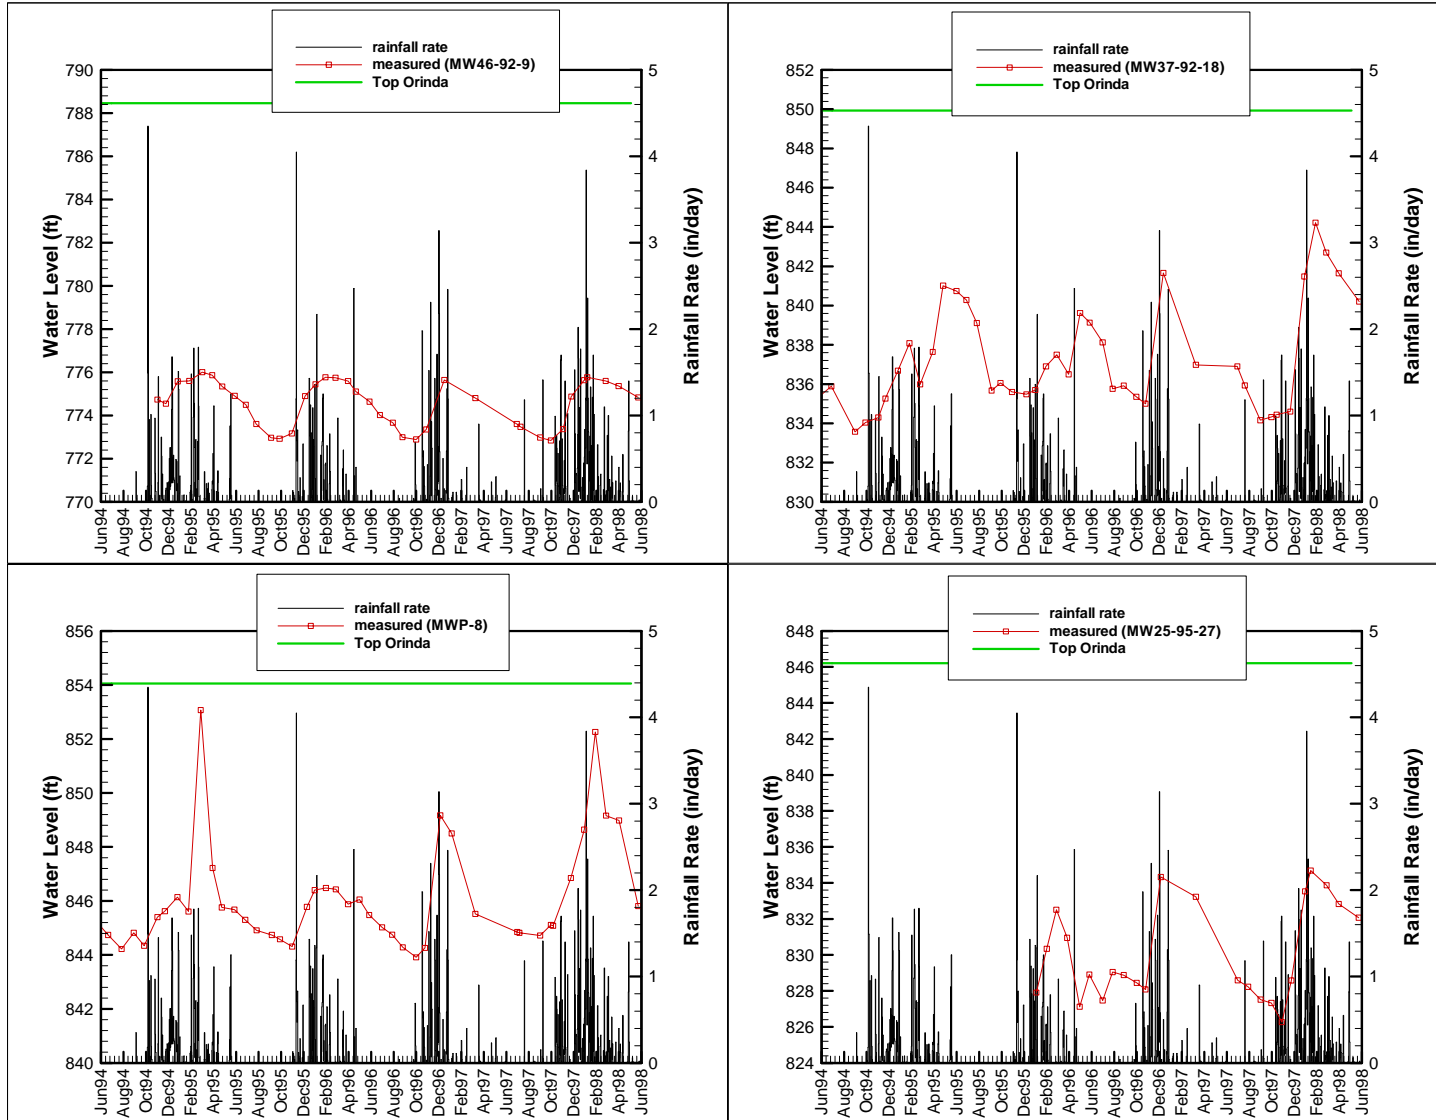 rainfall rate
measured (MW46-92-9)
Top Orinda
790
788
786
784
782
780
778
776
774
772
770
Water Level (ft)
5
4
3
2
1
0
Rainfall Rate (in/day)
Jun94 Aug94 Oct94 Dec94 Feb95 Apr95 Jun95 Aug95 Oct95 Dec95 Feb96 Apr96 Jun96 Aug96 Oct96 Dec96 Feb97 Apr97 Jun97 Aug97 Oct97 Dec97 Feb98 Apr98 Jun98
rainfall rate
measured (MW37-92-18)
Top Orinda
852
850
848
846
844
842
840
838
836
834
832
830
Water Level (ft)
5
4
3
2
1
0
Rainfall Rate (in/day)
Jun94 Aug94 Oct94 Dec94 Feb95 Apr95 Jun95 Aug95 Oct95 Dec95 Feb96 Apr96 Jun96 Aug96 Oct96 Dec96 Feb97 Apr97 Jun97 Aug97 Oct97 Dec97 Feb98 Apr98 Jun98
rainfall rate
measured (MWP-8)
Top Orinda
856
854
852
850
848
846
844
842
840
Water Level (ft)
5
4
3
2
1
0
Rainfall Rate (in/day)
Jun94 Aug94 Oct94 Dec94 Feb95 Apr95 Jun95 Aug95 Oct95 Dec95 Feb96 Apr96 Jun96 Aug96 Oct96 Dec96 Feb97 Apr97 Jun97 Aug97 Oct97 Dec97 Feb98 Apr98 Jun98
rainfall rate
measured (MW25-95-27)
Top Orinda
848
846
844
842
840
838
836
834
832
830
828
826
824
Water Level (ft)
5
4
3
2
1
0
Rainfall Rate (in/day)
Jun94 Aug94 Oct94 Dec94 Feb95 Apr95 Jun95 Aug95 Oct95 Dec95 Feb96 Apr96 Jun96 Aug96 Oct96 Dec96 Feb97 Apr97 Jun97 Aug97 Oct97 Dec97 Feb98 Apr98 Jun98